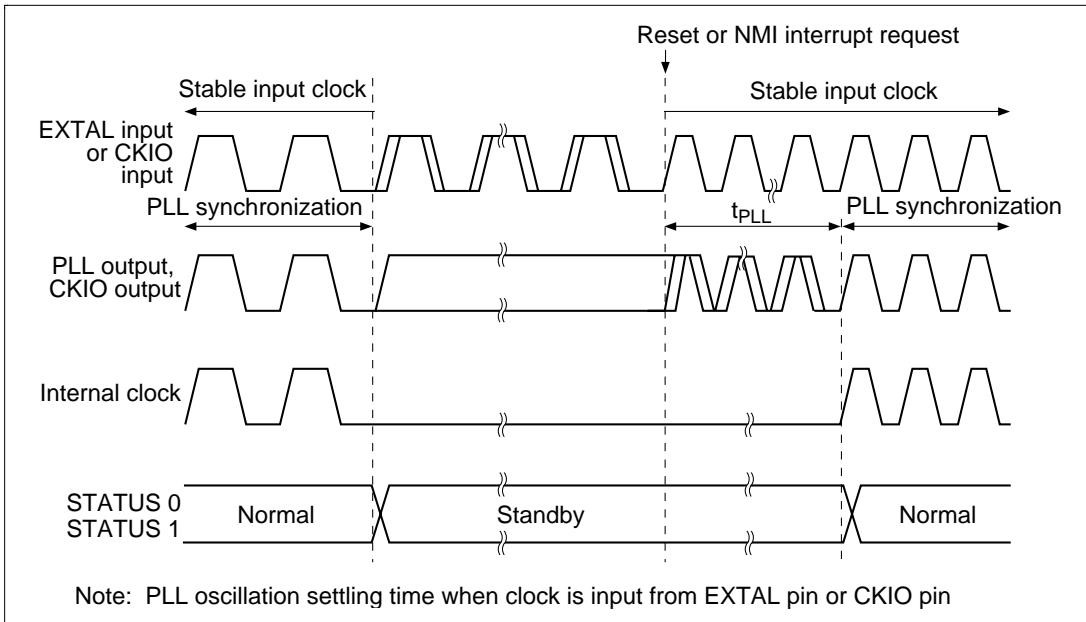 Reset or NMI interrupt request
Stable input clock
Stable input clock
EXTAL input
or CKIO
input
PLL synchronization
tPLL
PLL synchronization
PLL output,
CKIO output
Internal clock
STATUS 0
STATUS 1
Normal
Standby
Normal
Note: PLL oscillation settling time when clock is input from EXTAL pin or CKIO pin